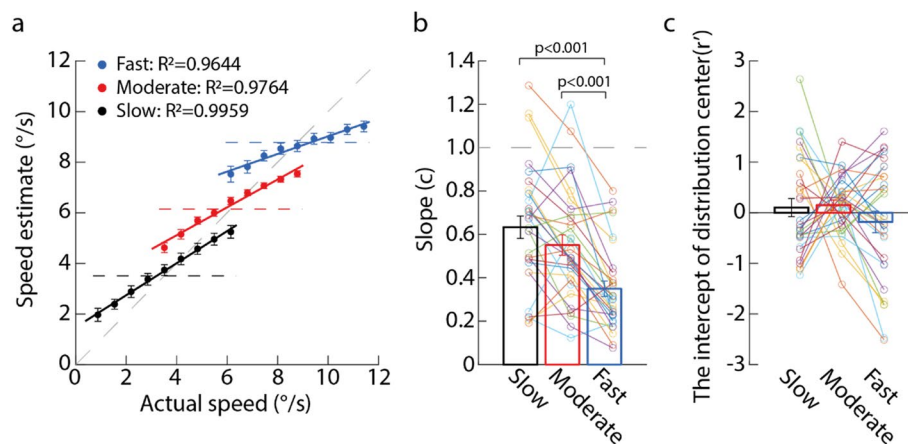 a
12
10
8
6
4
2
0
Speed estimate (°/s)
Fast: R²=0.9644
Moderate: R²=0.9764
Slow: R²=0.9959
0 2 4 6 8 10 12
Actual speed (°/s)
b
1.4
1.2
1.0
0.8
0.6
0.4
0.2
0
Slope (c)
p<0.001
p<0.001
Slow
Moderate
Fast
c
3
2
1
0
-1
-2
-3
The intercept of distribution center(r')
Slow
Moderate
Fast